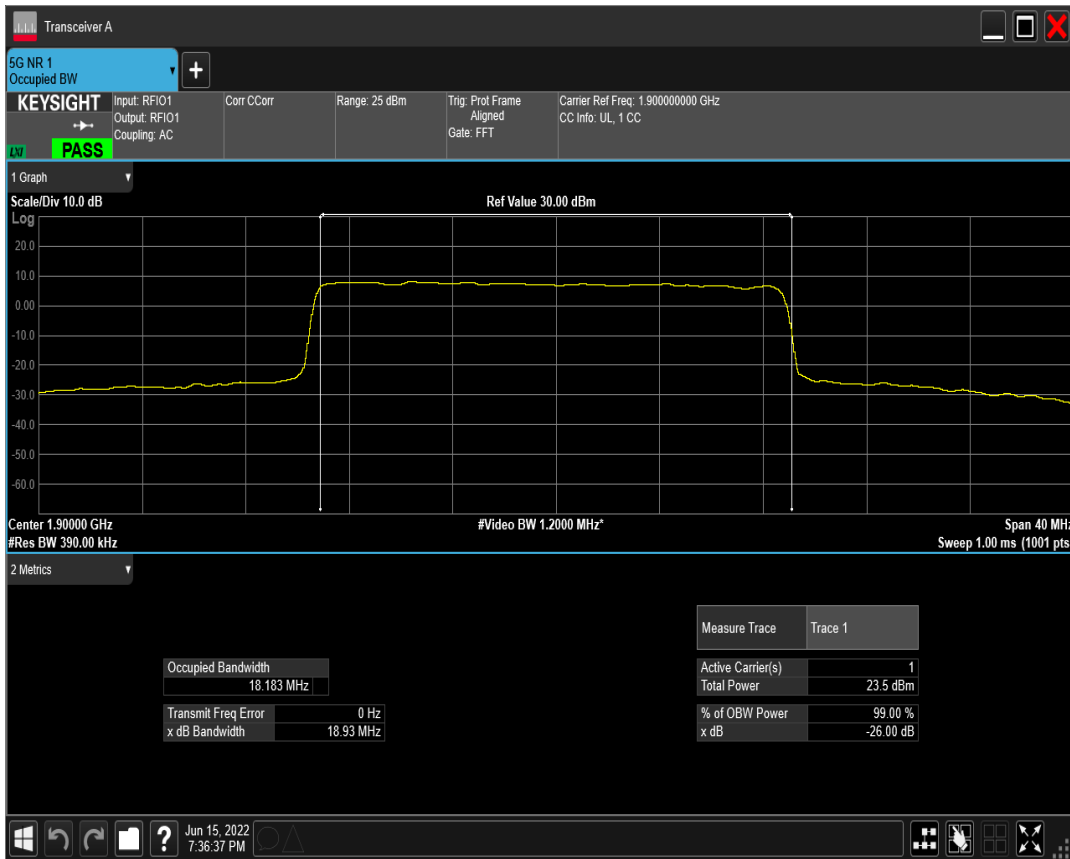 Transceiver A
5G NR 1
Occupied BW
KEYSIGHT
LXI
PASS
Input: RFIO1
Output: RFIO1
Coupling: AC
Corr CCorr
Range: 25 dBm
Trig: Prot Frame
Aligned
Gate: FFT
Carrier Ref Freq: 1.900000000 GHz
CC Info: UL, 1 CC
1 Graph
Scale/Div 10.0 dB
Ref Value 30.00 dBm
Log
20.0
10.0
0.00
-10.0
-20.0
-30.0
-40.0
-50.0
-60.0
Center 1.90000 GHz
#Video BW 1.2000 MHz*
Span 40 MHz
#Res BW 390.00 kHz
Sweep 1.00 ms (1001 pts
2 Metrics
Measure Trace Trace 1
Occupied Bandwidth
18.183 MHz
Active Carrier(s) 1
Total Power 23.5 dBm
Transmit Freq Error 0 Hz
x dB Bandwidth 18.93 MHz
% of OBW Power 99.00 %
x dB -26.00 dB
?
Jun 15, 2022
7:36:37 PM